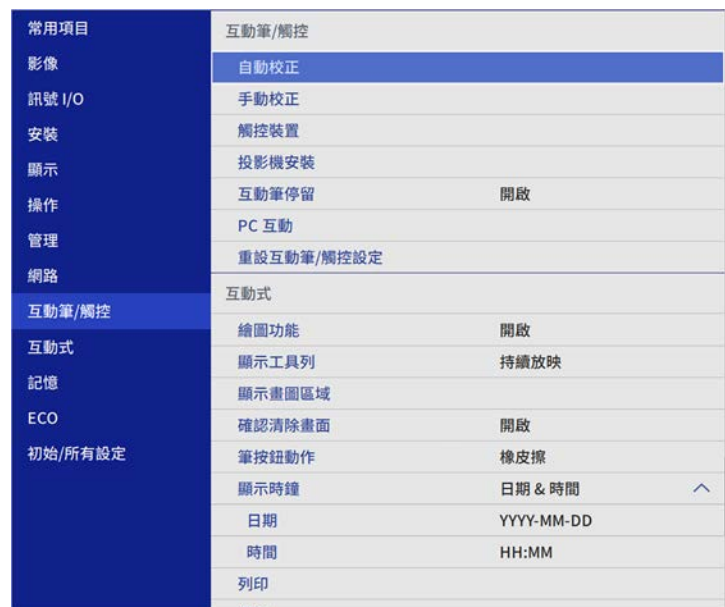 常用項目
影像
訊號 I/O
安裝
顯示
操作
管理
網路
互動筆/觸控
互動式
記憶
ECO
初始/所有設定
互動筆/觸控
自動校正
手動校正
觸控裝置
投影機安裝
互動筆停留 開啟
PC 互動
重設互動筆/觸控設定
互動式
繪圖功能 開啟
顯示工具列 持續放映
顯示畫圖區域
確認清除畫面 開啟
筆按鈕動作 橡皮擦
顯示時鐘 日期 & 時間
日期 YYYY-MM-DD
時間 HH:MM
列印